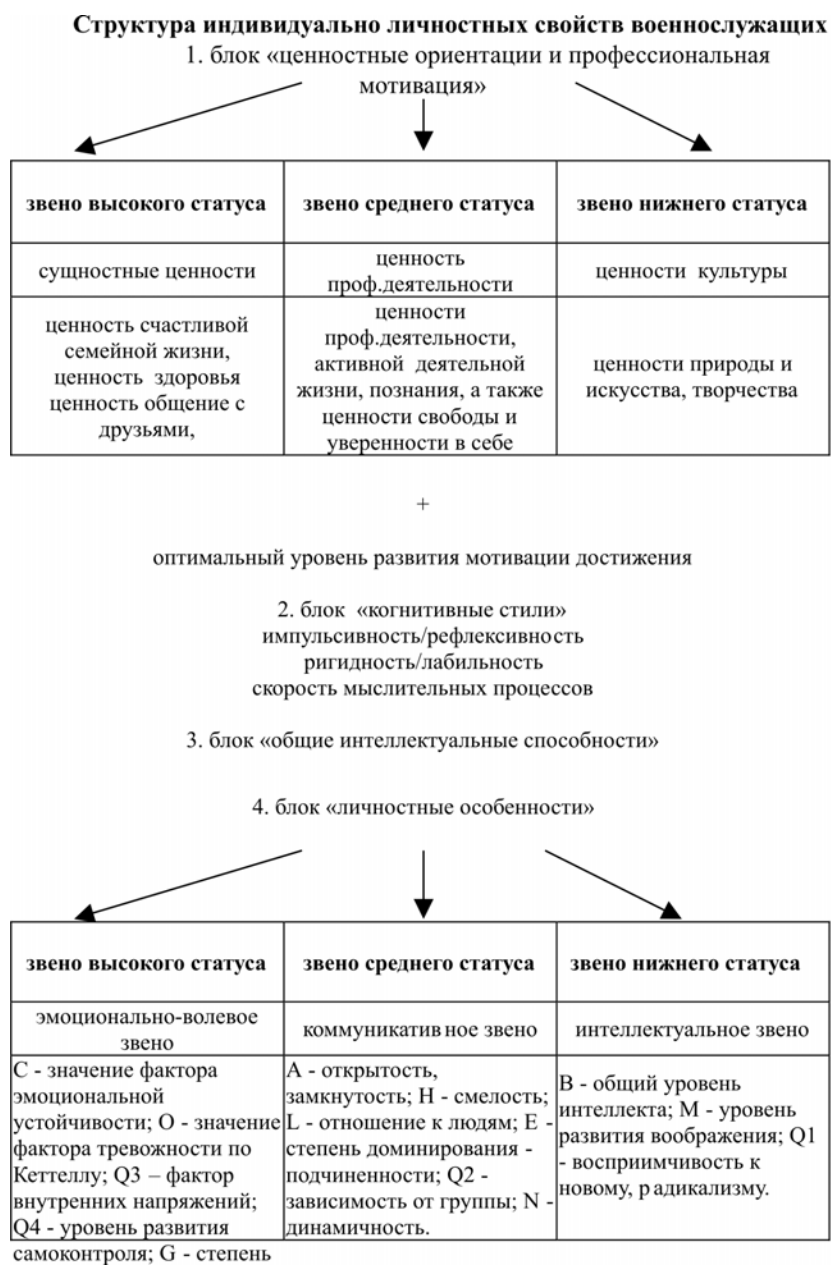 Структура индивидуально личностных свойств военнослужащих
1. блок «ценностные ориентации и профессиональная
мотивация»
звено высокого статуса
звено среднего статуса
звено нижнего статуса
сущностные ценности
ценность
проф.деятельности
ценности культуры
ценность счастливой
семейной жизни,
ценность здоровья
ценность общение с
друзьями,
ценности
проф.деятельности,
активной деятельной
жизни, познания, а также
ценности свободы и
уверенности в себе
ценности природы и
искусства, творчества
+
оптимальный уровень развития мотивации достижения
2. блок «когнитивные стили»
импульсивность/рефлексивность
ригидность/лабильность
скорость мыслительных процессов
3. блок «общие интеллектуальные способности»
4. блок «личностные особенности»
звено высокого статуса
звено среднего статуса
звено нижнего статуса
эмоционально-волевое
звено
коммуникатив ное звено
интеллектуальное звено
С - значение фактора
эмоциональной
устойчивости; О - значение
фактора тревожности по
Кеттеллу; Q3 – фактор
внутренних напряжений;
Q4 - уровень развития
самоконтроля; G - степень
А - открытость,
замкнутость; Н - смелость;
L - отношение к людям; Е -
степень доминирования -
подчиненности; Q2 -
зависимость от группы; N -
динамичность.
В - общий уровень
интеллекта; М - уровень
развития воображения; Q1
- восприимчивость к
новому, р адикализму.